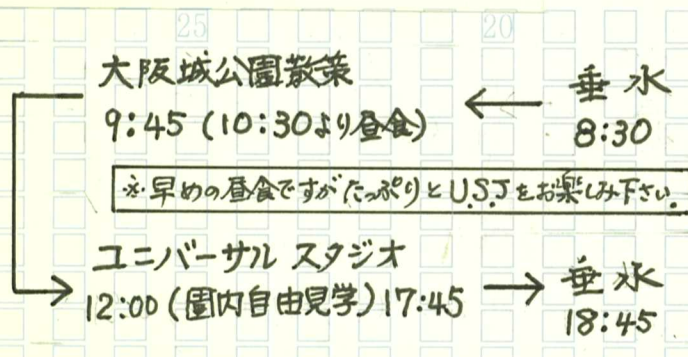 25
20
垂水
8:30
大阪城公園散策
9:45 (10:30より昼食)
※早めの昼食ですがたっぷりとU.S.Jをお楽しみ下さい。
ユニバーサル スタジオ
12:00 (園内自由見学) 17:45
垂水
18:45